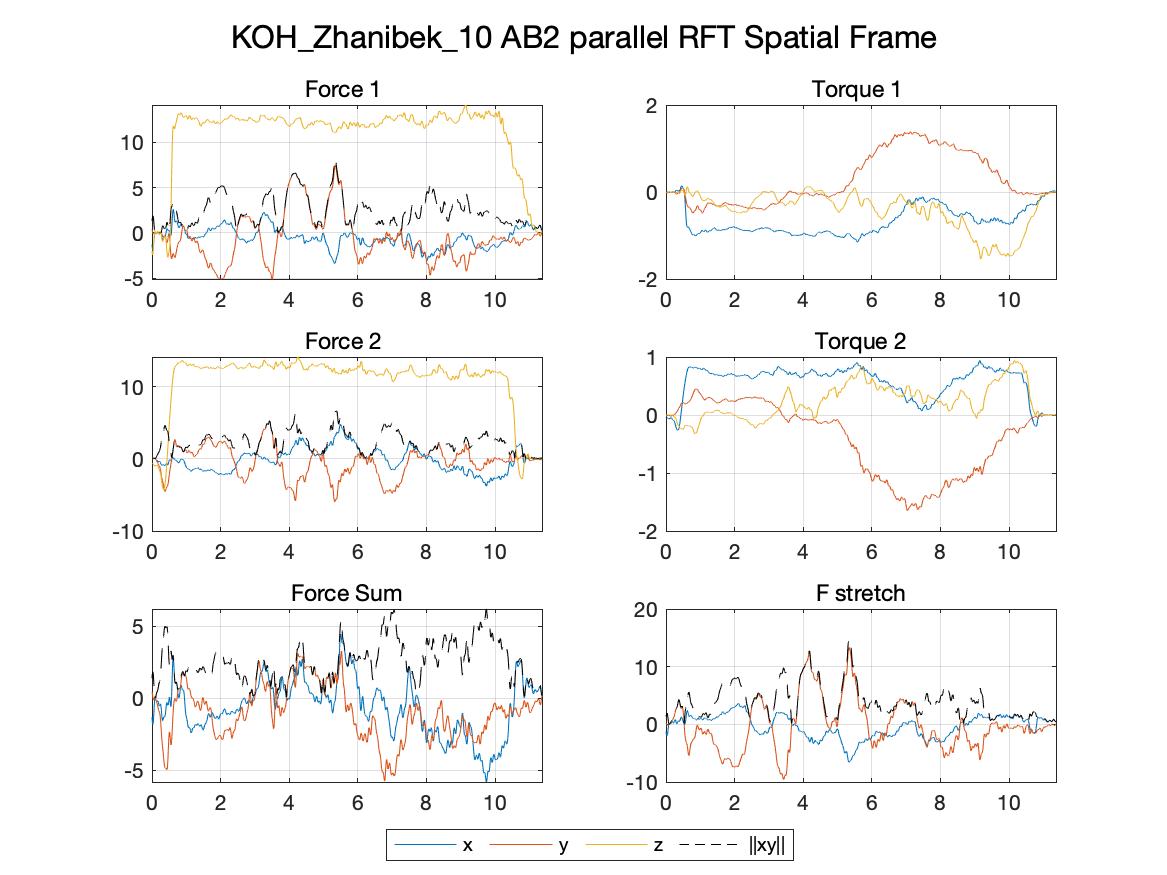 KOH_Zhanibek_10 AB2 parallel RFT Spatial Frame
Force 1
10
5
0
-5
0 2 4 6 8 10
Torque 1
2
0
-2
0 2 4 6 8 10
Force 2
10
0
-10
0 2 4 6 8 10
Torque 2
1
0
-1
-2
0 2 4 6 8 10
Force Sum
5
0
-5
0 2 4 6 8 10
F stretch
20
10
0
-10
0 2 4 6 8 10
x y z ||xy||